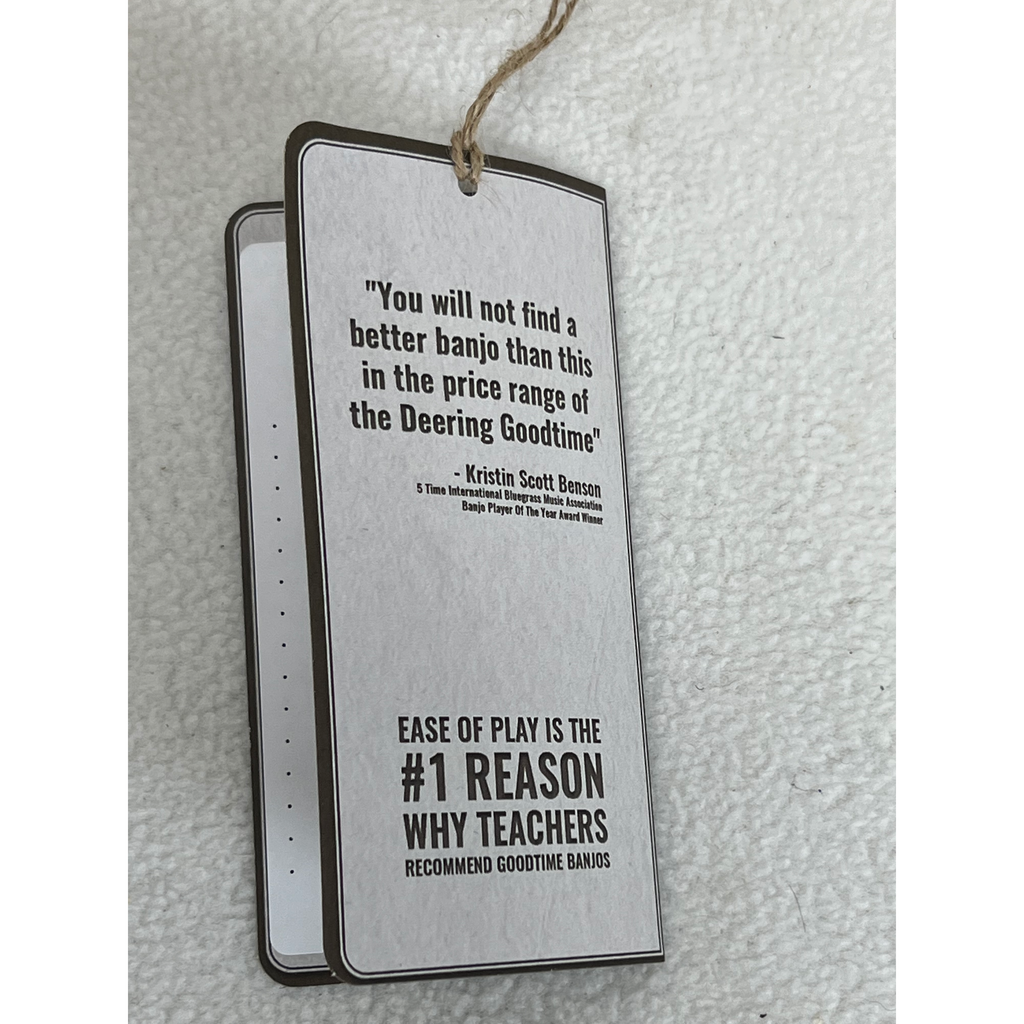 "You will not find a
better banjo than this
in the price range of
the Deering Goodtime"
- Kristin Scott Benson
5 Time International Bluegrass Music Association
Banjo Player Of The Year Award Winner
EASE OF PLAY IS THE
#1 REASON
WHY TEACHERS
RECOMMEND GOODTIME BANJOS